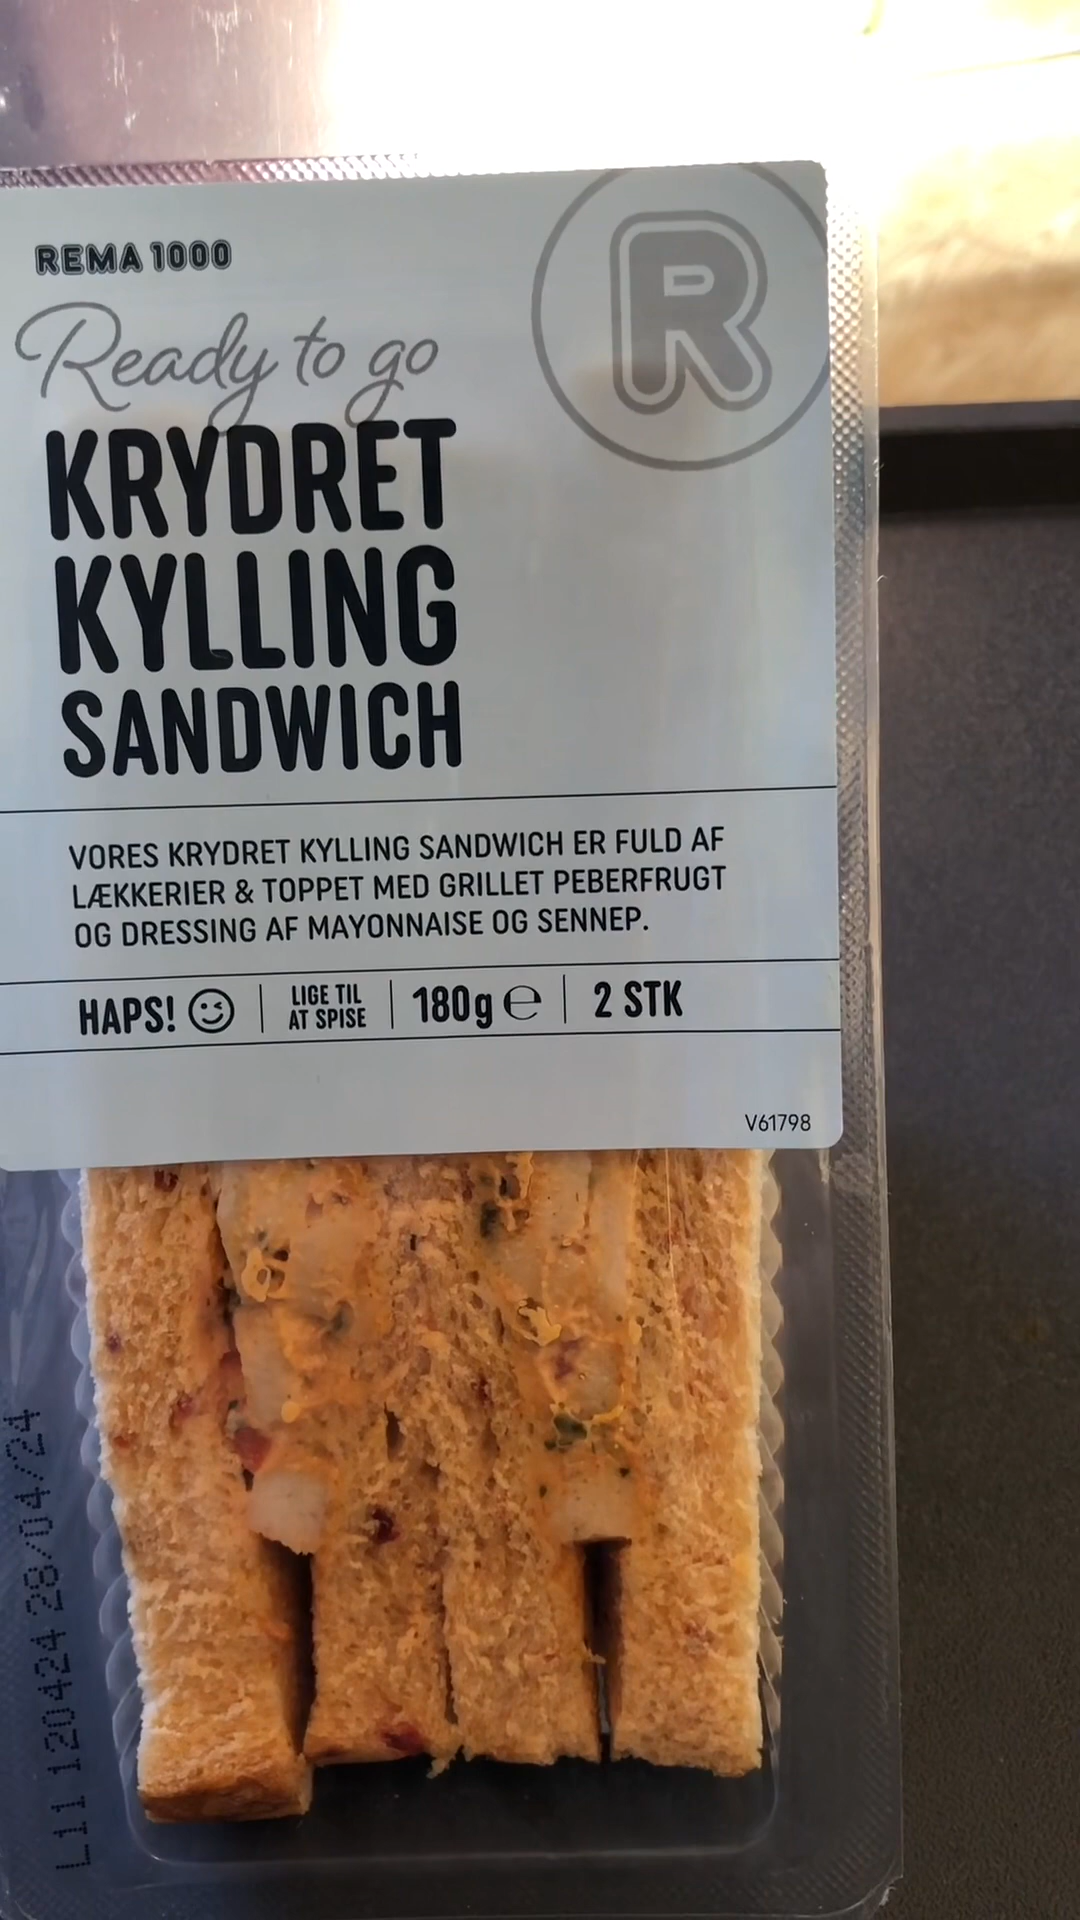 REMA 1000
R
Ready to go
KRYDRET
KYLLING
SANDWICH
VORES KRYDRET KYLLING SANDWICH ER FULD AF
LÆKKERIER & TOPPET MED GRILLET PEBERFRUGT
OG DRESSING AF MAYONNAISE OG SENNEP.
HAPS! LIGE TIL AT SPISE 180g ℮ 2 STK
V61798
L11 120424 28/04/24